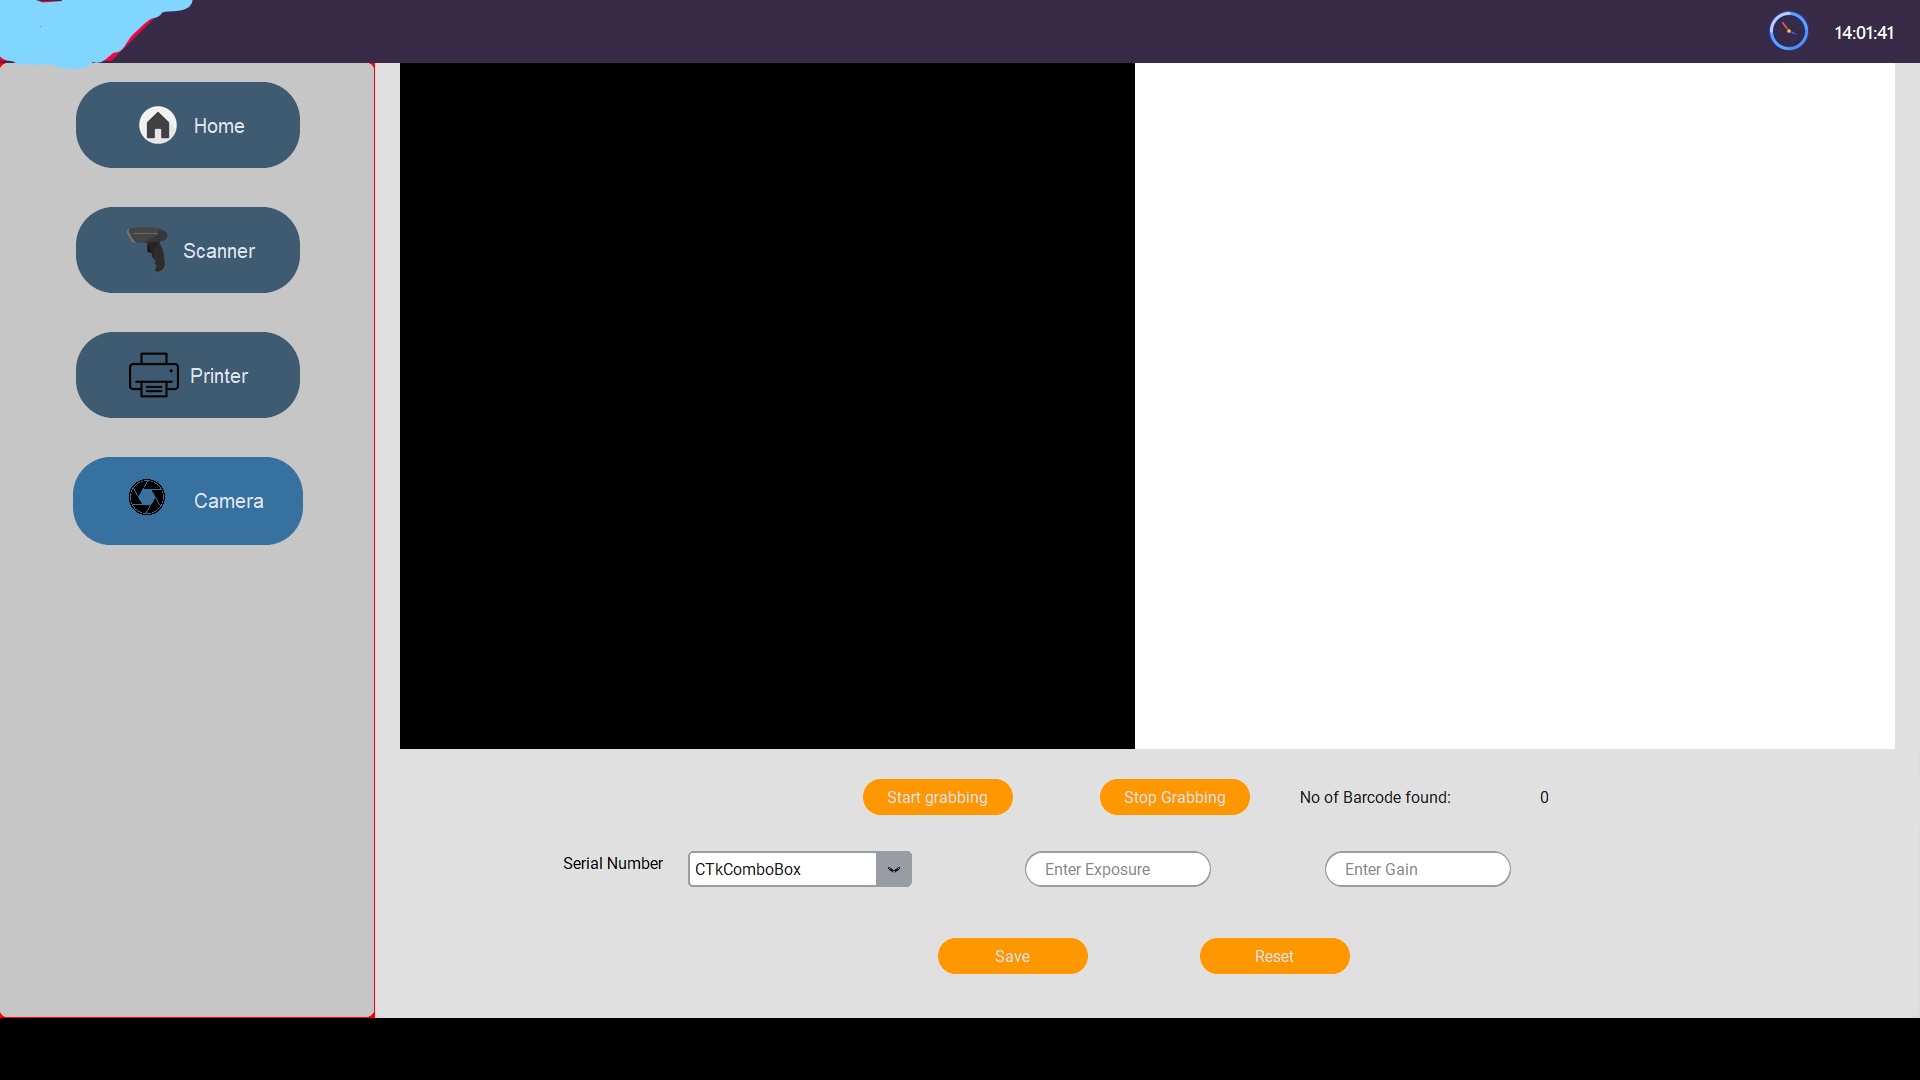 14:01:41
Home
Scanner
Printer
Camera
Start grabbing
Stop Grabbing
No of Barcode found:
0
Serial Number
CTkComboBox
Enter Exposure
Enter Gain
Save
Reset